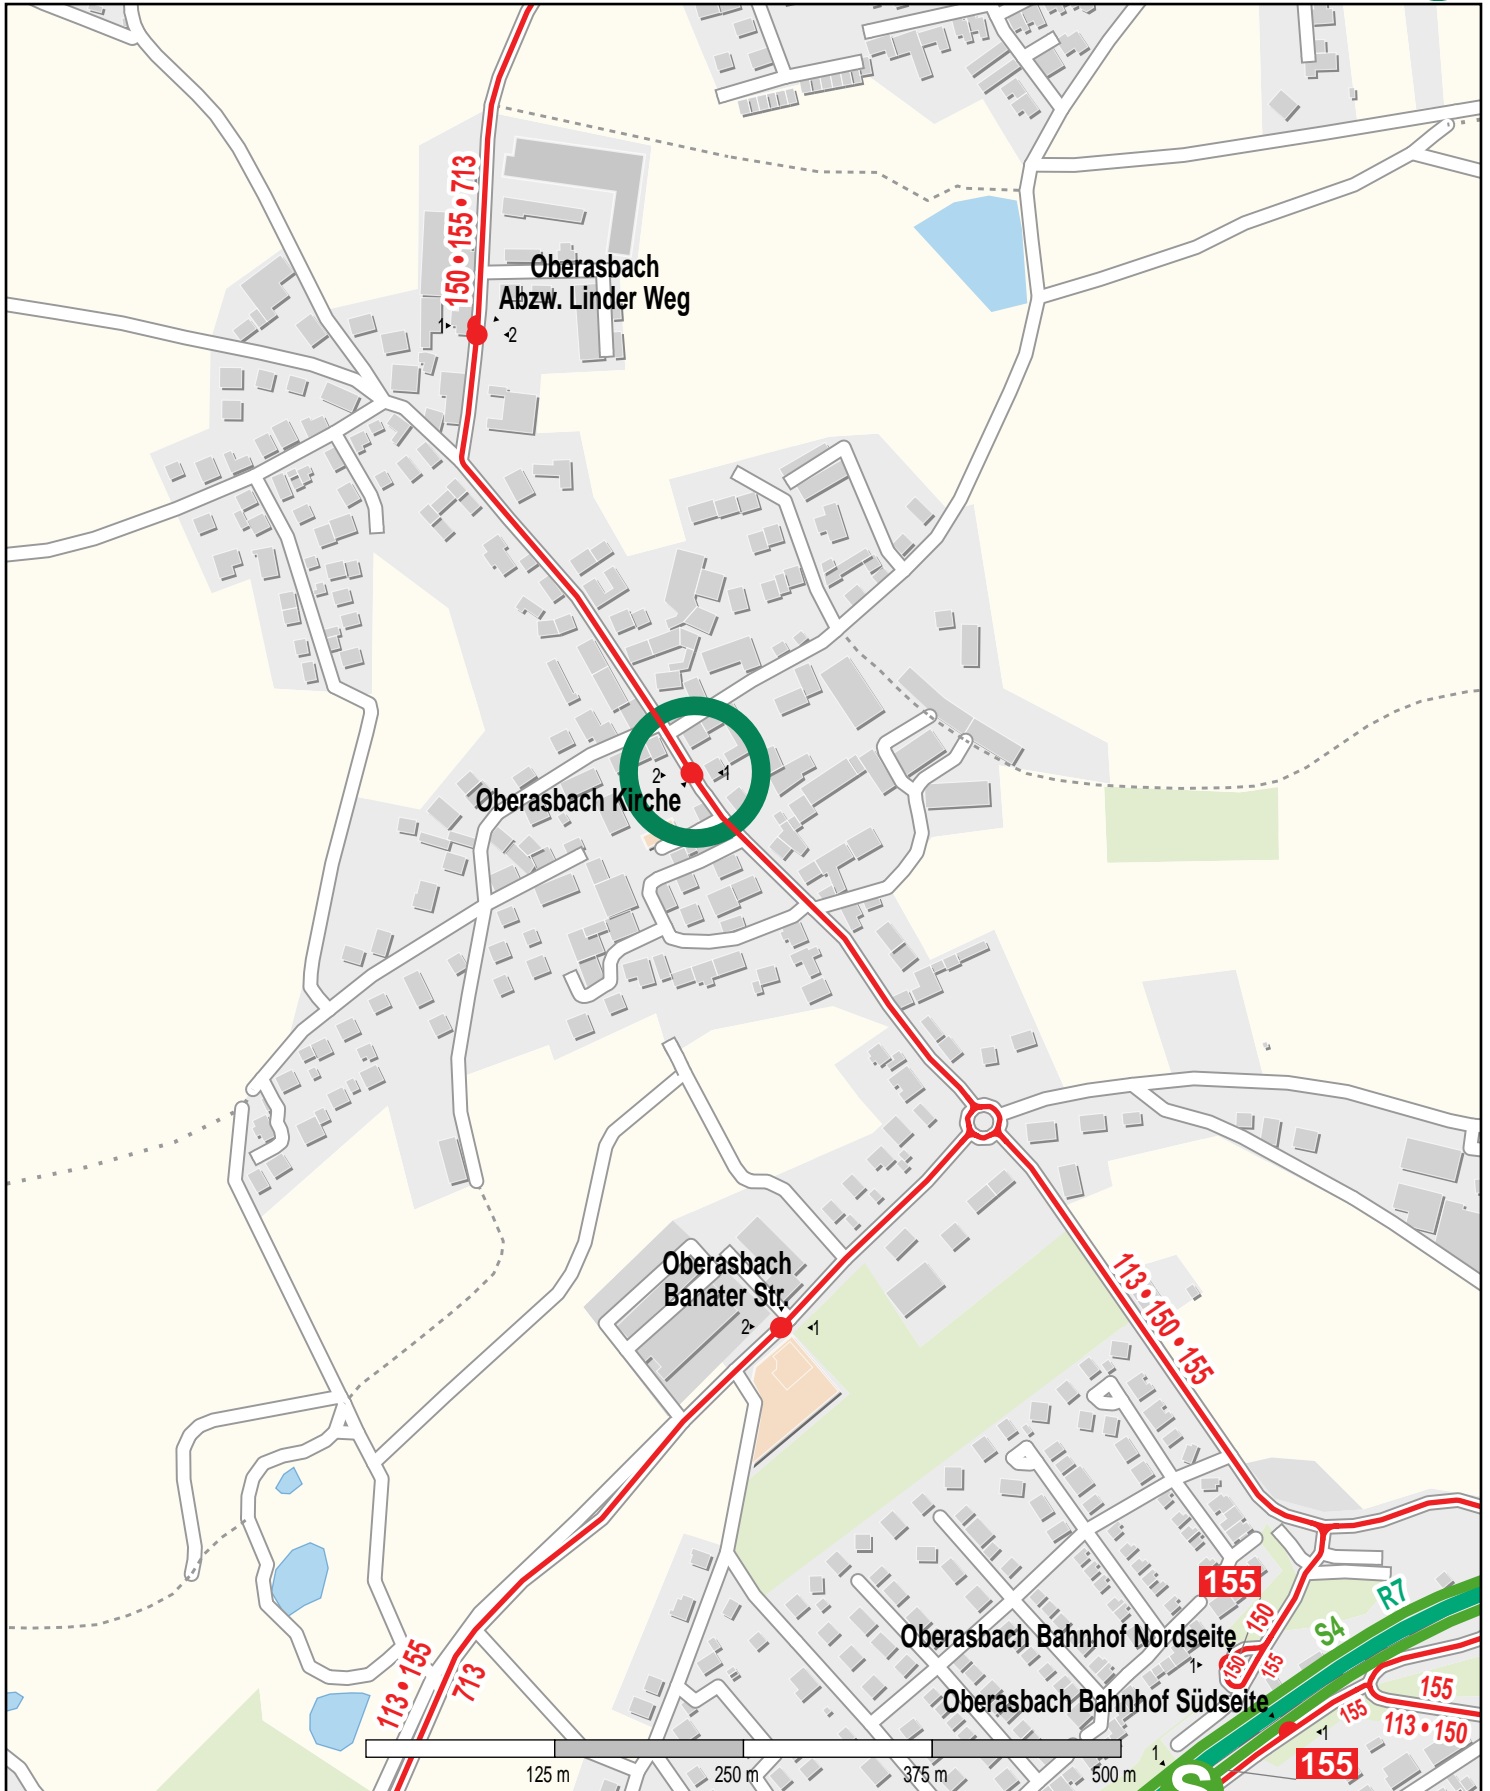 150 • 155 • 713
Oberasbach
Abzw. Linder Weg
1
2
2
1
Oberasbach Kirche
Oberasbach
Banater Str.
2
1
113 • 150 • 155
155
R7
S4
150
Oberasbach Bahnhof Nordseite
1
150
155
Oberasbach Bahnhof Südseite
113 • 155
713
155
155
113 • 150
1
1
155
S
125 m
250 m
375 m
500 m